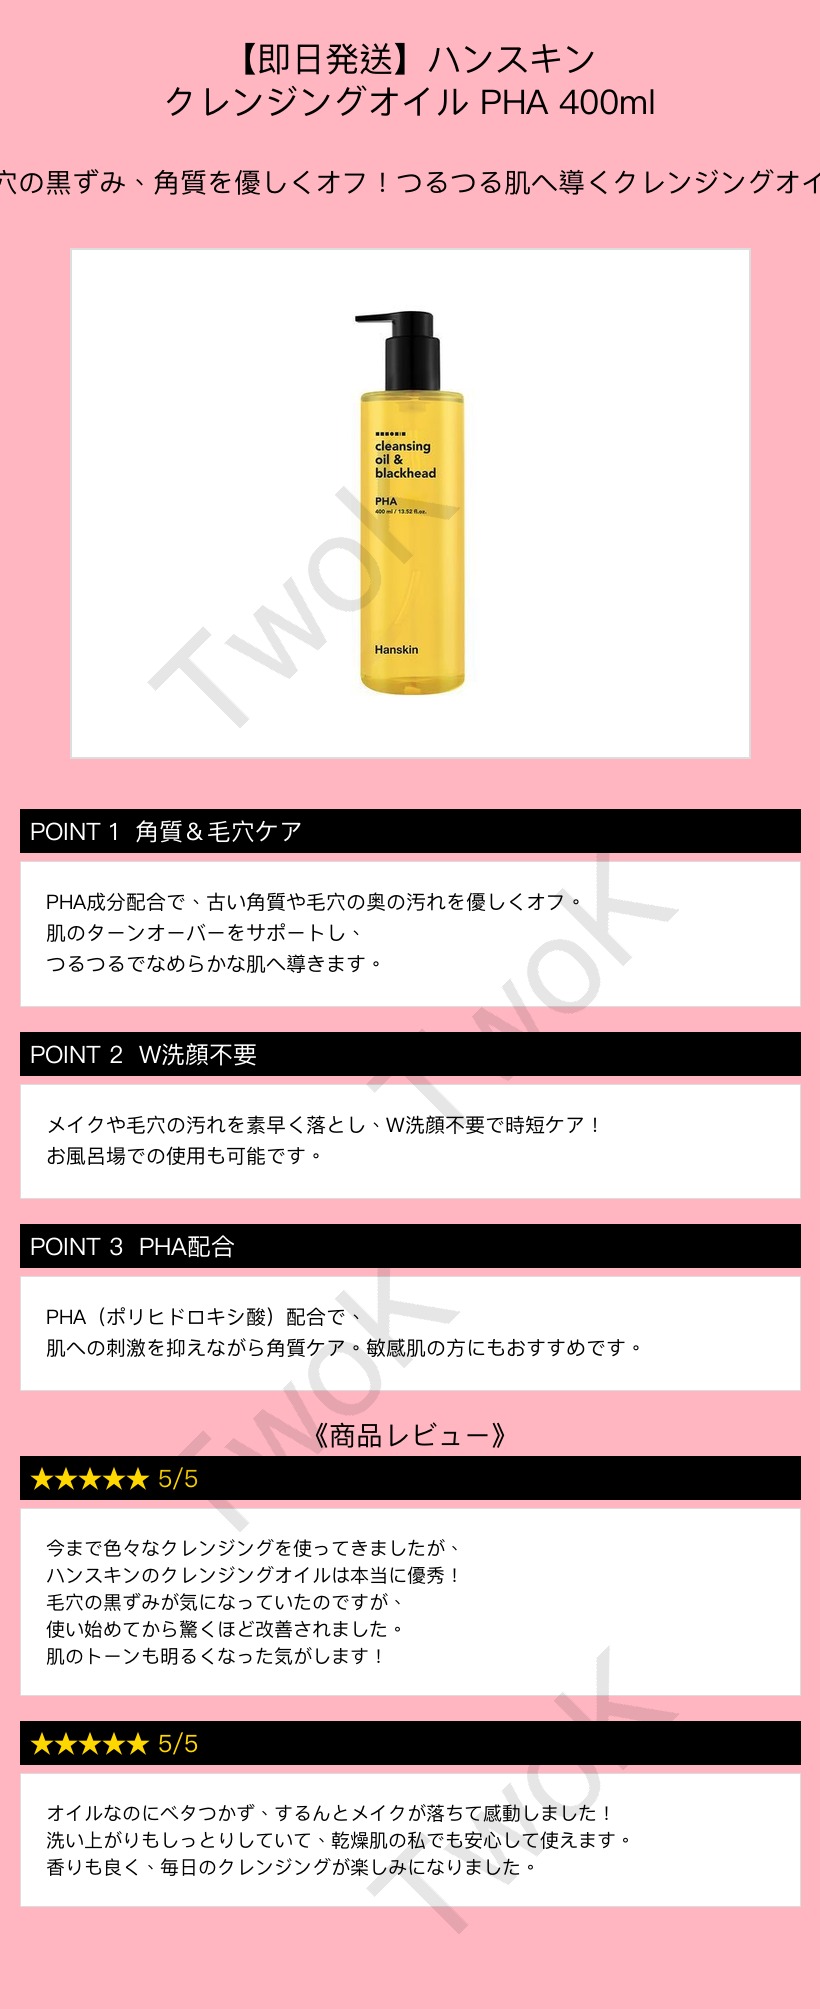 【即日発送】ハンスキン
クレンジングオイル PHA 400ml
穴の黒ずみ、角質を優しくオフ！つるつる肌へ導くクレンジングオイ
cleansing
oil &
blackhead
PHA
400 ml / 13.52 fl.oz.
Hanskin
TwoK
POINT 1 角質＆毛穴ケア
PHA成分配合で、古い角質や毛穴の奥の汚れを優しくオフ。
肌のターンオーバーをサポートし、
つるつるでなめらかな肌へ導きます。
TwoK
POINT 2 W洗顔不要
メイクや毛穴の汚れを素早く落とし、W洗顔不要で時短ケア！
お風呂場での使用も可能です。
POINT 3 PHA配合
PHA（ポリヒドロキシ酸）配合で、
肌への刺激を抑えながら角質ケア。敏感肌の方にもおすすめです。
TwoK
《商品レビュー》
★★★★★ 5/5
今まで色々なクレンジングを使ってきましたが、
ハンスキンのクレンジングオイルは本当に優秀！
毛穴の黒ずみが気になっていたのですが、
使い始めてから驚くほど改善されました。
肌のトーンも明るくなった気がします！
★★★★★ 5/5
オイルなのにベタつかず、するんとメイクが落ちて感動しました！
洗い上がりもしっとりしていて、乾燥肌の私でも安心して使えます。
香りも良く、毎日のクレンジングが楽しみになりました。
TwoK